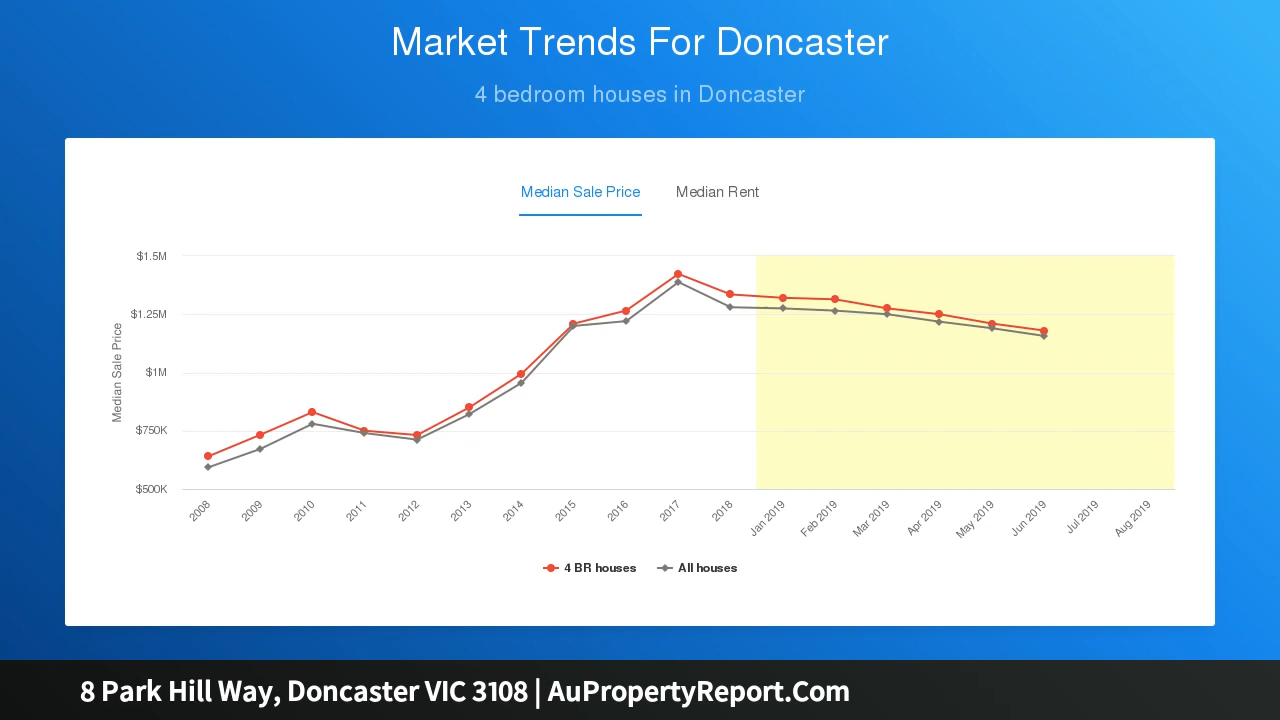 Market Trends For Doncaster
4 bedroom houses in Doncaster
Median Sale Price
Median Rent
Median Sale Price
$1.5M
$1.25M
$1M
$750K
$500K
2008
2009
2010
2011
2012
2013
2014
2015
2016
2017
2018
Jan 2019
Feb 2019
Mar 2019
Apr 2019
May 2019
Jun 2019
Jul 2019
Aug 2019
4 BR houses
All houses
8 Park Hill Way, Doncaster VIC 3108 | AuPropertyReport.Com